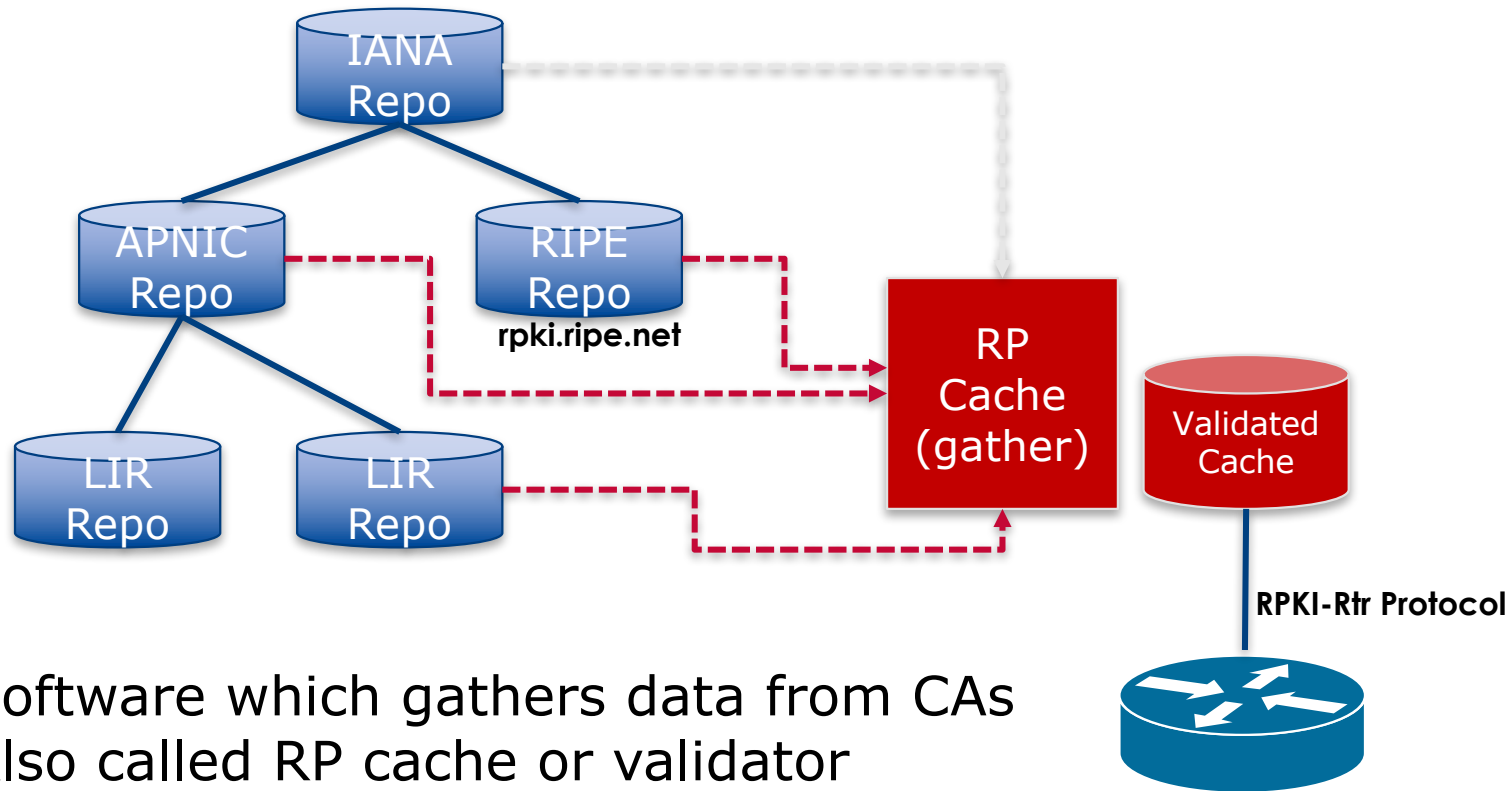 IANA
Repo
APNIC
Repo
RIPE
Repo
rpki.ripe.net
LIR
Repo
LIR
Repo
RP
Cache
(gather)
Validated
Cache
RPKI-Rtr Protocol
oftware which gathers data from CAs
lso called RP cache or validator